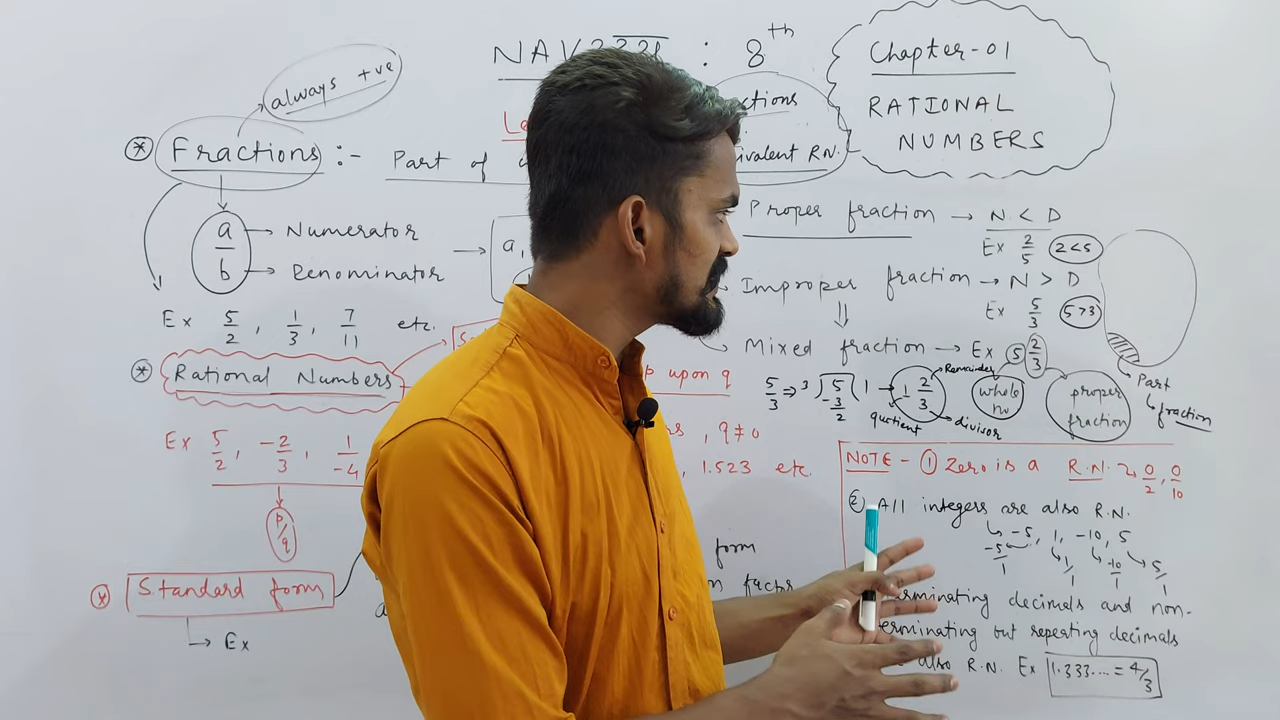 : 8th
Chapter-01
RATIONAL
NUMBERS
always +ve
Fractions :- Part of
R.N.
a
b
Numerator
Denominator
a,
Proper fraction → N < D
Ex 2/5 2<5
Improper fraction → N > D
Ex 5/3 5>3
Mixed fraction → Ex 5 2/3
whole no
proper fraction
Part
fraction
5/3 ⇒ 3 5 1 → 1 2/3
-3
2
Remainder
quotient
divisor
Ex 5/2, 1/3, 7/11 etc.
Rational Numbers
p upon q
Ex 5/2, -2/3, 1/-4
, q≠0
, 1.523 etc.
p/q
NOTE - ① Zero is a R.N. → 0/2, 0/10
② All integers are also R.N.
-5, 1, -10, 5
-5/1 1/1 -10/1 5/1
Standard form
form
→ Ex
decimals and non-
but repeating decimals
also R.N. Ex 1.333... = 4/3